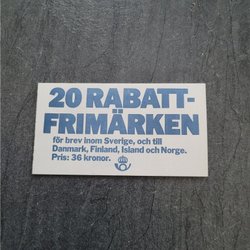 20 RABATT-
FRIMÄRKEN
för brev inom Sverige, och till
Danmark, Finland, Island och Norge.
Pris: 36 kronor.